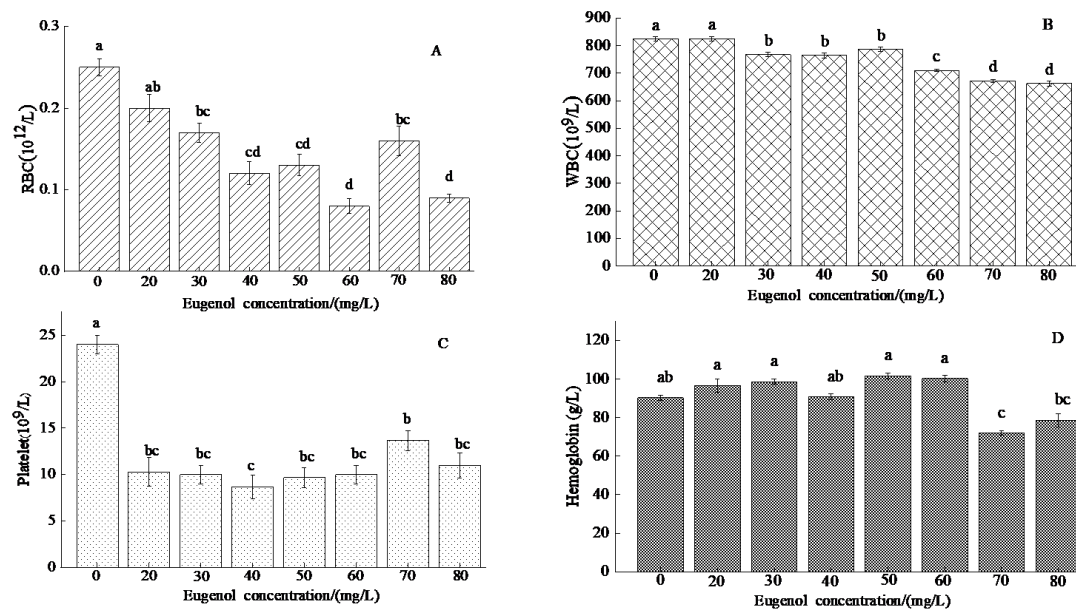 A
RBC(10^12/L)
0.3
0.2
0.1
0.0
a
ab
bc
cd
cd
d
bc
d
0 20 30 40 50 60 70 80
Eugenol concentration/(mg/L)
B
WBC(10^9/L)
900
800
700
600
500
400
300
200
100
0
a
a
b
b
b
c
d
d
0 20 30 40 50 60 70 80
Eugenol concentration/(mg/L)
C
Platelet(10^9/L)
25
20
15
10
5
0
a
bc
bc
c
bc
bc
b
bc
0 20 30 40 50 60 70 80
Eugenol concentration/(mg/L)
D
Hemoglobin (g/L)
120
100
80
60
40
20
0
ab
a
a
ab
a
a
c
bc
0 20 30 40 50 60 70 80
Eugenol concentration/(mg/L)